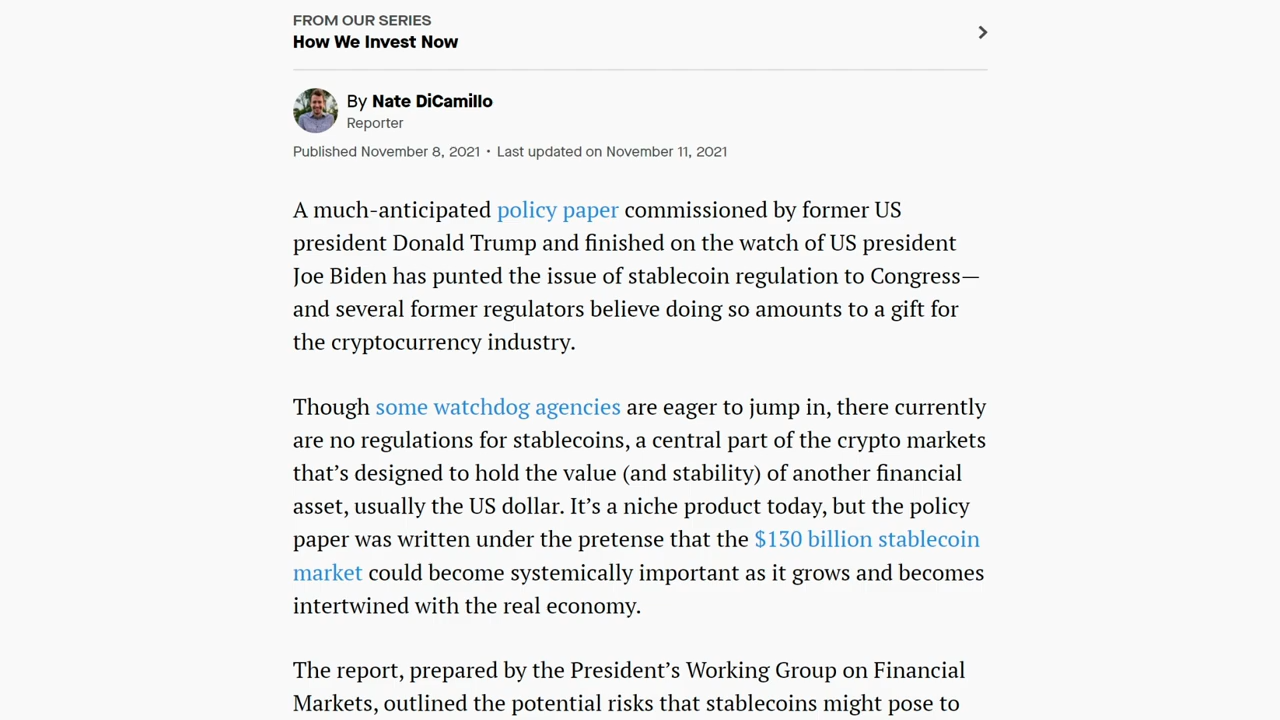 FROM OUR SERIES
How We Invest Now
By Nate DiCamillo
Reporter
Published November 8, 2021 • Last updated on November 11, 2021
A much-anticipated policy paper commissioned by former US
president Donald Trump and finished on the watch of US president
Joe Biden has punted the issue of stablecoin regulation to Congress—
and several former regulators believe doing so amounts to a gift for
the cryptocurrency industry.
Though some watchdog agencies are eager to jump in, there currently
are no regulations for stablecoins, a central part of the crypto markets
that’s designed to hold the value (and stability) of another financial
asset, usually the US dollar. It’s a niche product today, but the policy
paper was written under the pretense that the $130 billion stablecoin
market could become systemically important as it grows and becomes
intertwined with the real economy.
The report, prepared by the President’s Working Group on Financial
Markets, outlined the potential risks that stablecoins might pose to